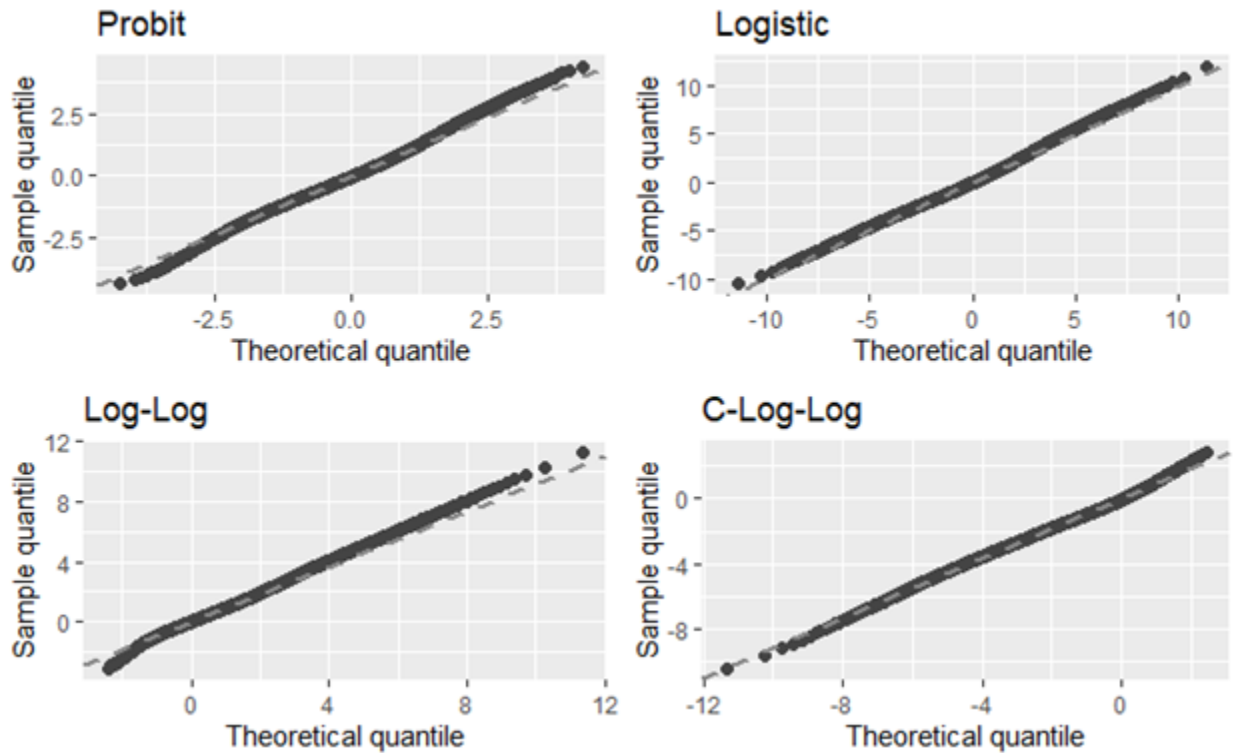 Probit
Sample quantile
2.5
0.0
-2.5
-2.5 0.0 2.5
Theoretical quantile
Logistic
Sample quantile
10
5
0
-5
-10
-10 -5 0 5 10
Theoretical quantile
Log-Log
Sample quantile
12
8
4
0
0 4 8 12
Theoretical quantile
C-Log-Log
Sample quantile
0
-4
-8
-12 -8 -4 0
Theoretical quantile